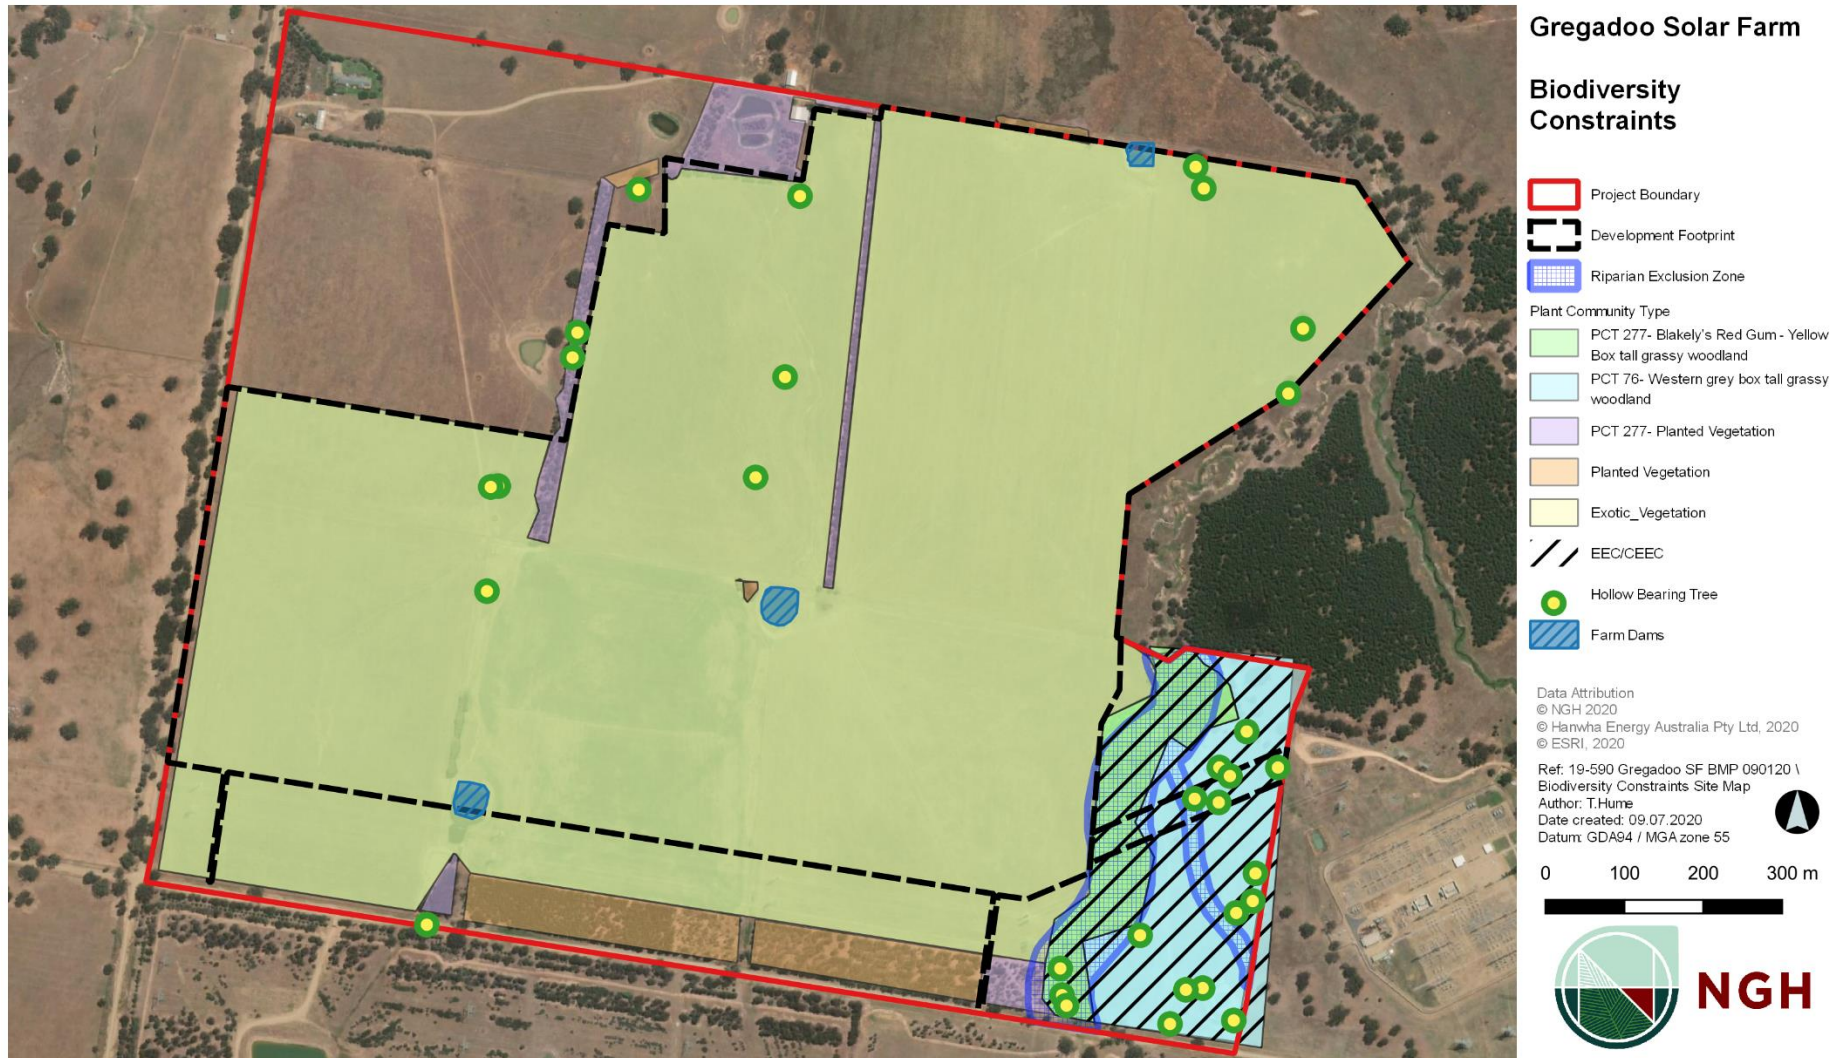 Gregadoo Solar Farm
Biodiversity
Constraints
Project Boundary
Development Footprint
Riparian Exclusion Zone
Plant Community Type
PCT 277- Blakely's Red Gum - Yellow
Box tall grassy woodland
PCT 76- Western grey box tall grassy
woodland
PCT 277- Planted Vegetation
Planted Vegetation
Exotic_Vegetation
EEC/CEEC
Hollow Bearing Tree
Farm Dams
Data Attribution
© NGH 2020
© Hanwha Energy Australia Pty Ltd, 2020
© ESRI, 2020
Ref: 19-590 Gregadoo SF BMP 090120 \
Biodiversity Constraints Site Map
Author: T.Hume
Date created: 09.07.2020
Datum: GDA94 / MGA zone 55
0 100 200 300 m
NGH